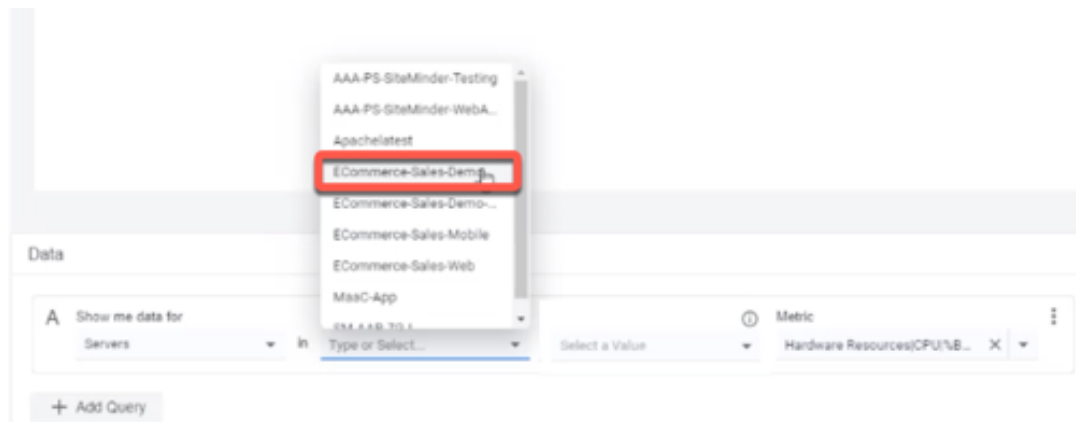 AAA-PS-SiteMinder-Testing
AAA-PS-SiteMinder-WebA...
Apachelatest
ECommerce-Sales-Demo
ECommerce-Sales-Demo-...
ECommerce-Sales-Mobile
ECommerce-Sales-Web
MaaC-App
Data
A Show me data for
Metric
Servers in Type or Select... Select a Value Hardware Resources|CPU|%B...
+ Add Query